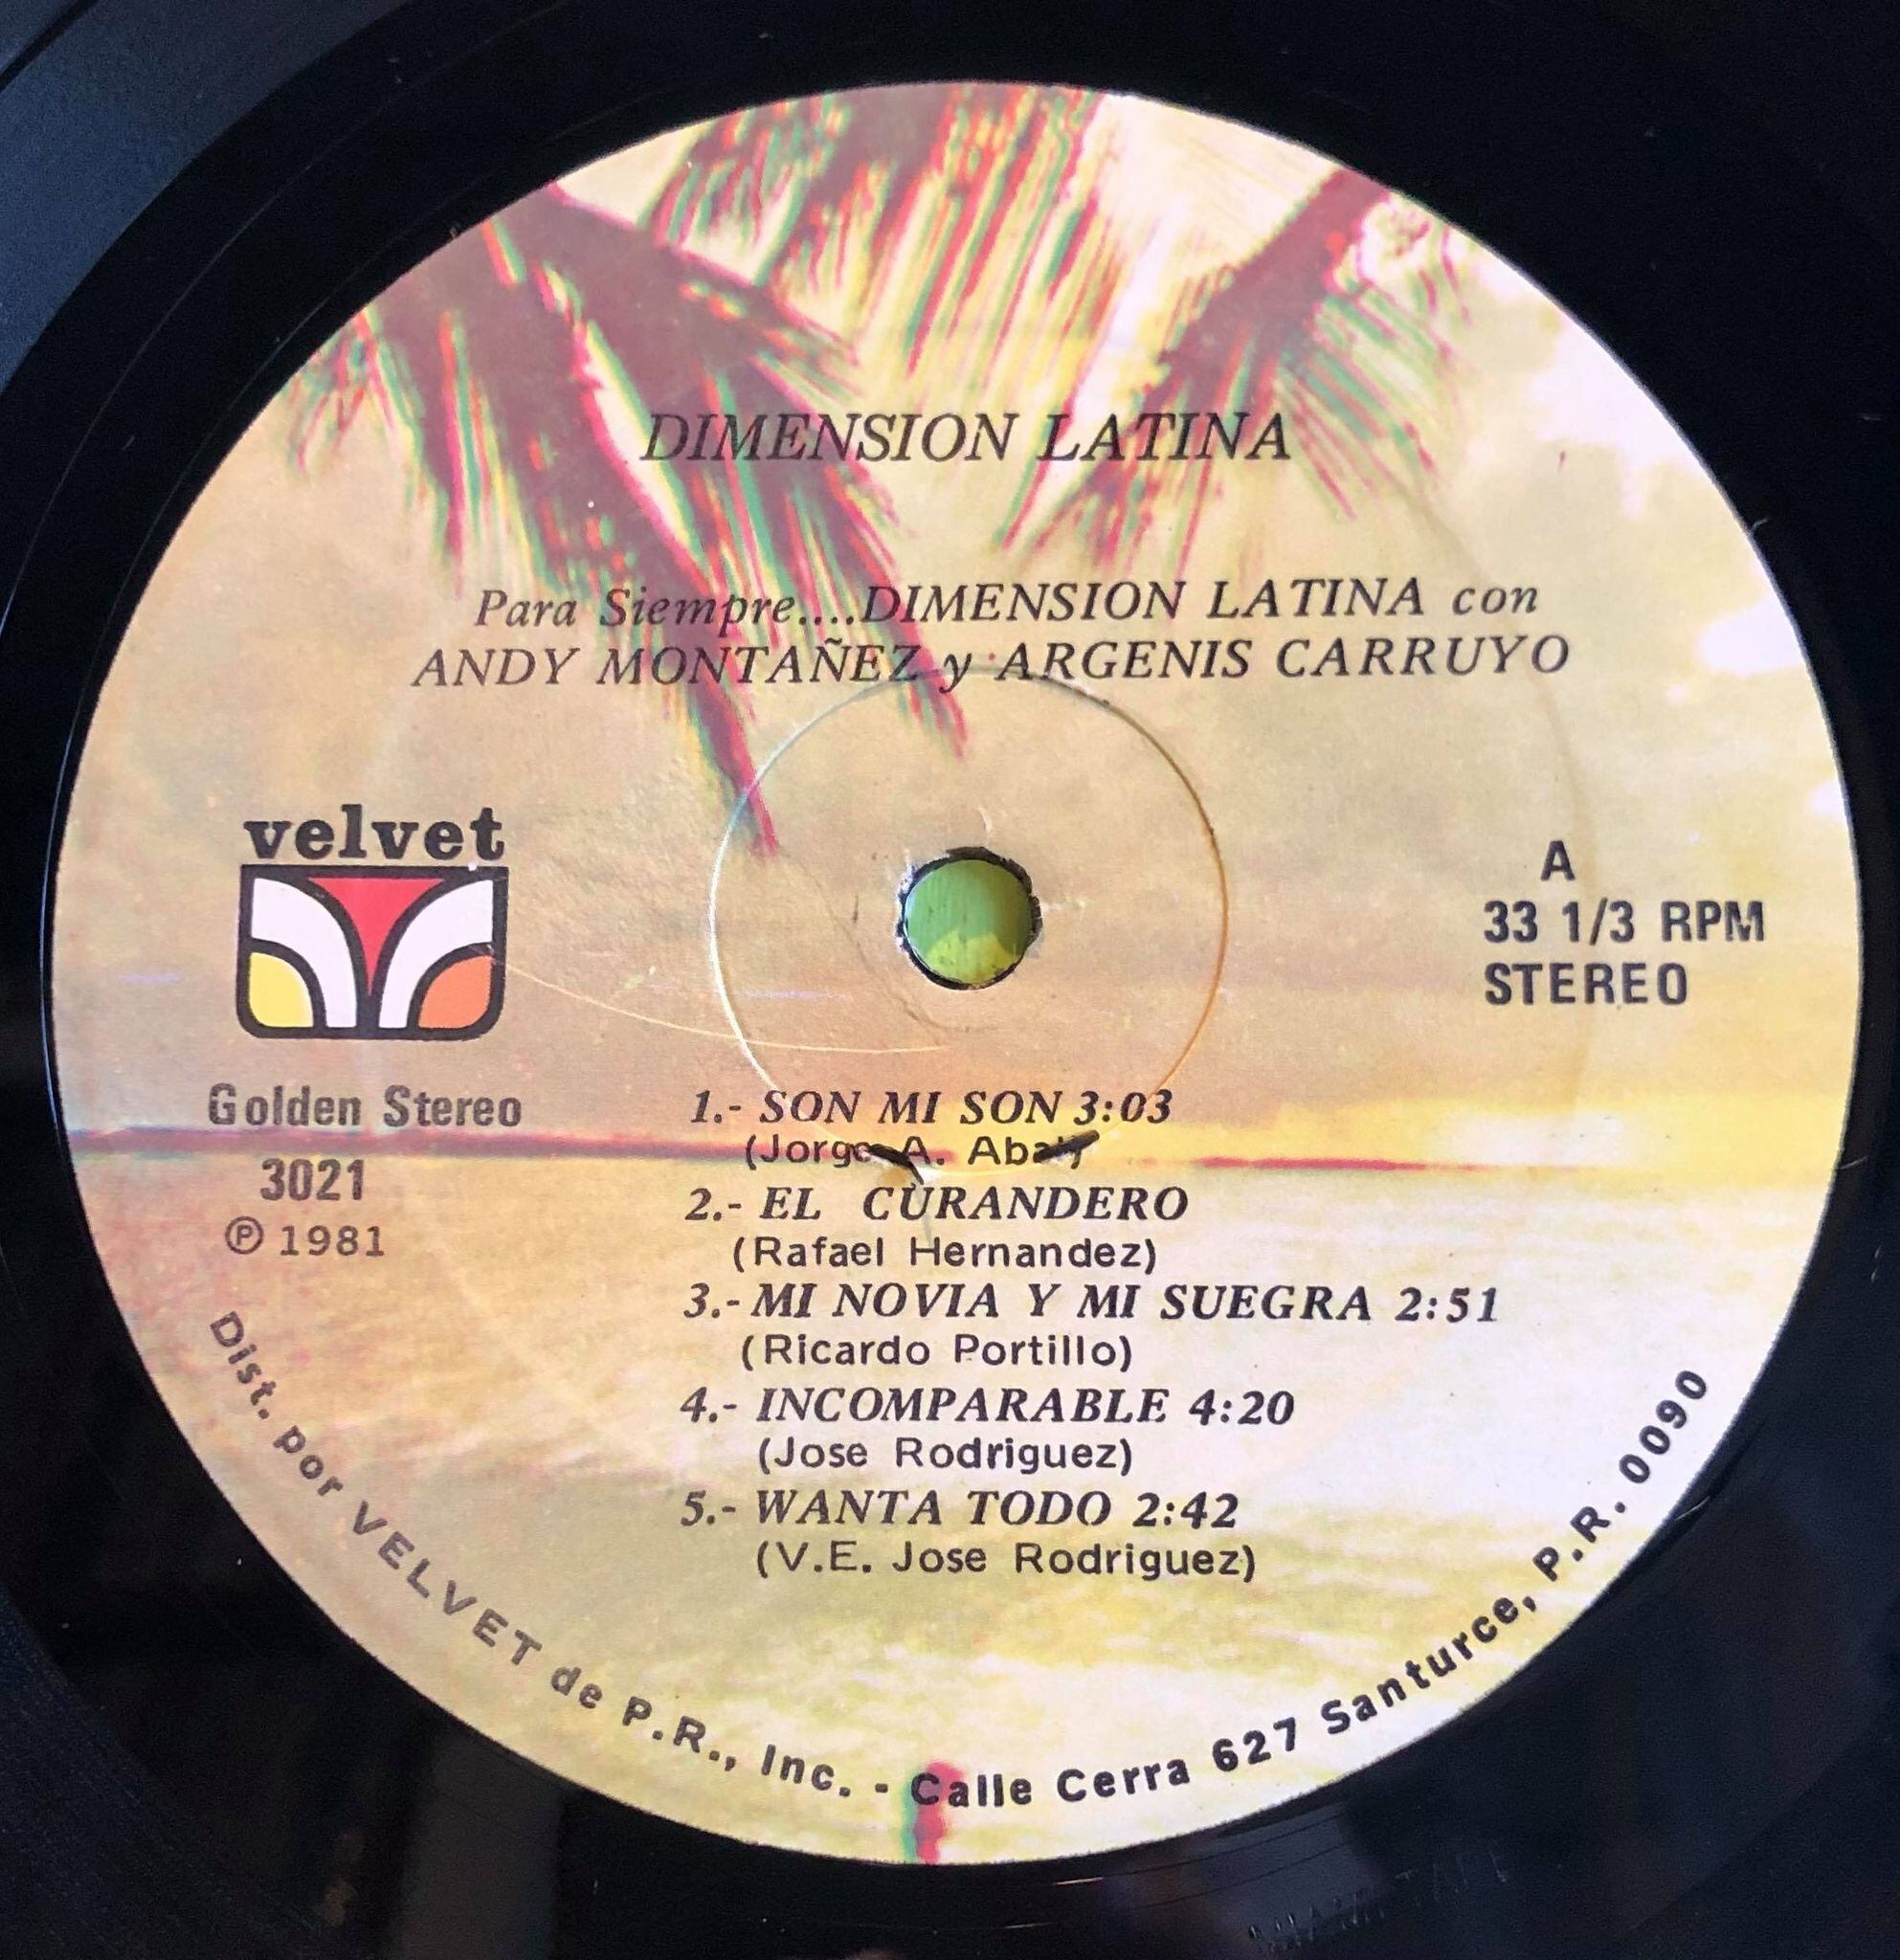 DIMENSION LATINA
Para Siempre....DIMENSION LATINA con
ANDY MONTAÑEZ y ARGENIS CARRUYO
velvet
A
33 1/3 RPM
STEREO
Golden Stereo
3021
℗ 1981
1.- SON MI SON 3:03
(Jorge A.
2.- EL CURANDERO
(Rafael Hernandez)
3.- MI NOVIA Y MI SUEGRA 2:51
(Ricardo Portillo)
4.- INCOMPARABLE 4:20
(Jose Rodriguez)
5.- WANTA TODO 2:42
(V.E. Jose Rodriguez)
Dist. por VELVET de P.R., Inc. - Calle Cerra 627 Santurce, P.R. 0090